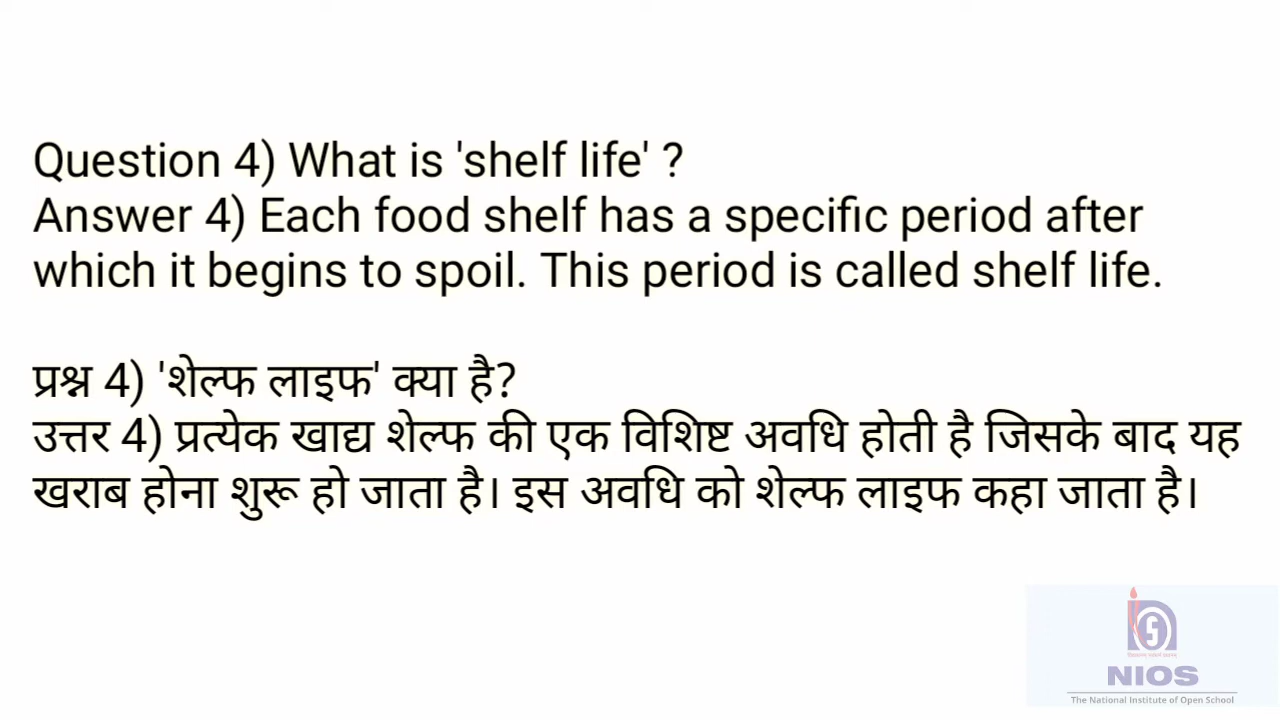 Question 4) What is 'shelf life' ?
Answer 4) Each food shelf has a specific period after
which it begins to spoil. This period is called shelf life.
प्रश्न 4) 'शेल्फ लाइफ' क्या है?
उत्तर 4) प्रत्येक खाद्य शेल्फ की एक विशिष्ट अवधि होती है जिसके बाद यह
खराब होना शुरू हो जाता है। इस अवधि को शेल्फ लाइफ कहा जाता है।
NIOS
The National Institute of Open School